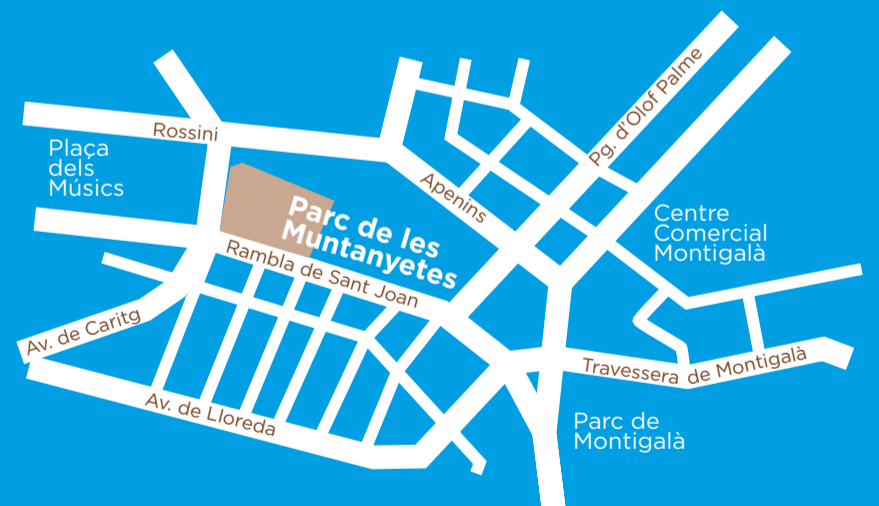 Pg. d'Olof Palme
Rossini
Plaça
dels
Músics
Apenins
Parc de les
Muntanyetes
Centre
Comercial
Montigalà
Rambla de Sant Joan
Av. de Caritg
Travessera de Montigalà
Av. de Lloreda
Parc de
Montigalà